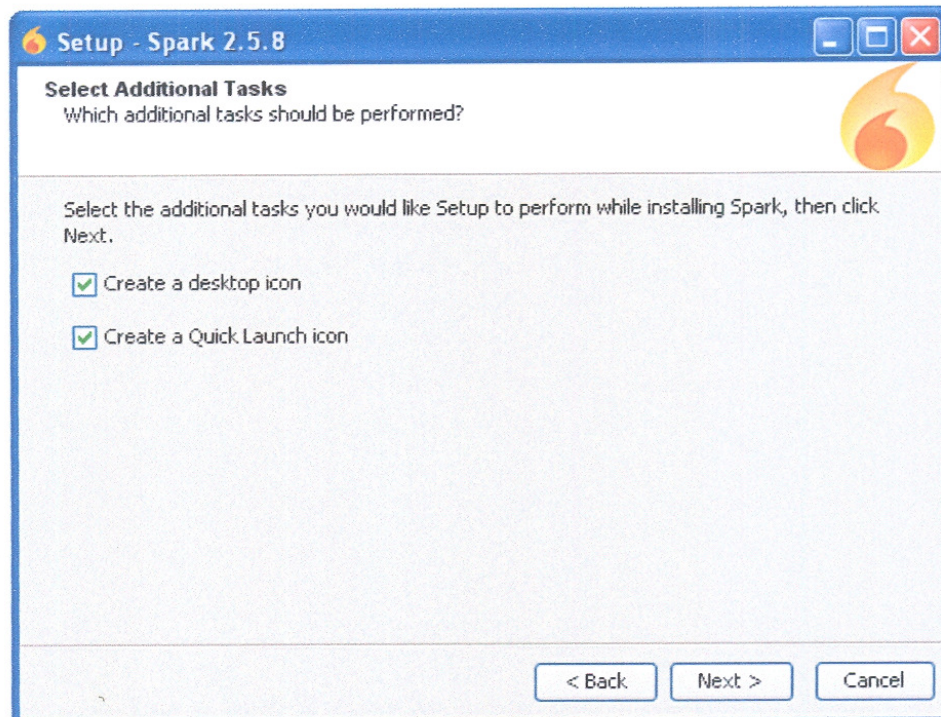 Setup - Spark 2.5.8
Select Additional Tasks
Which additional tasks should be performed?
Select the additional tasks you would like Setup to perform while installing Spark, then click
Next.
Create a desktop icon
Create a Quick Launch icon
< Back
Next >
Cancel